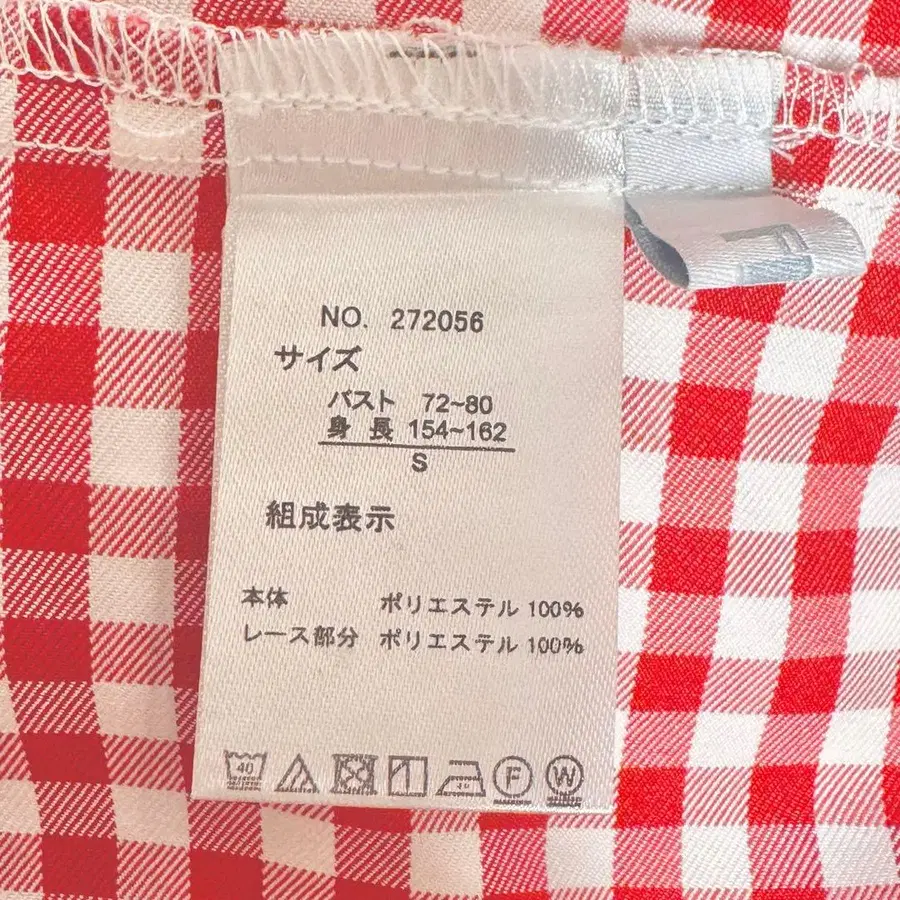 NO. 272056
サイズ
バスト 72~80
身長 154~162
S
組成表示
本体 ポリエステル 100%
レース部分 ポリエステル 100%
40 F W